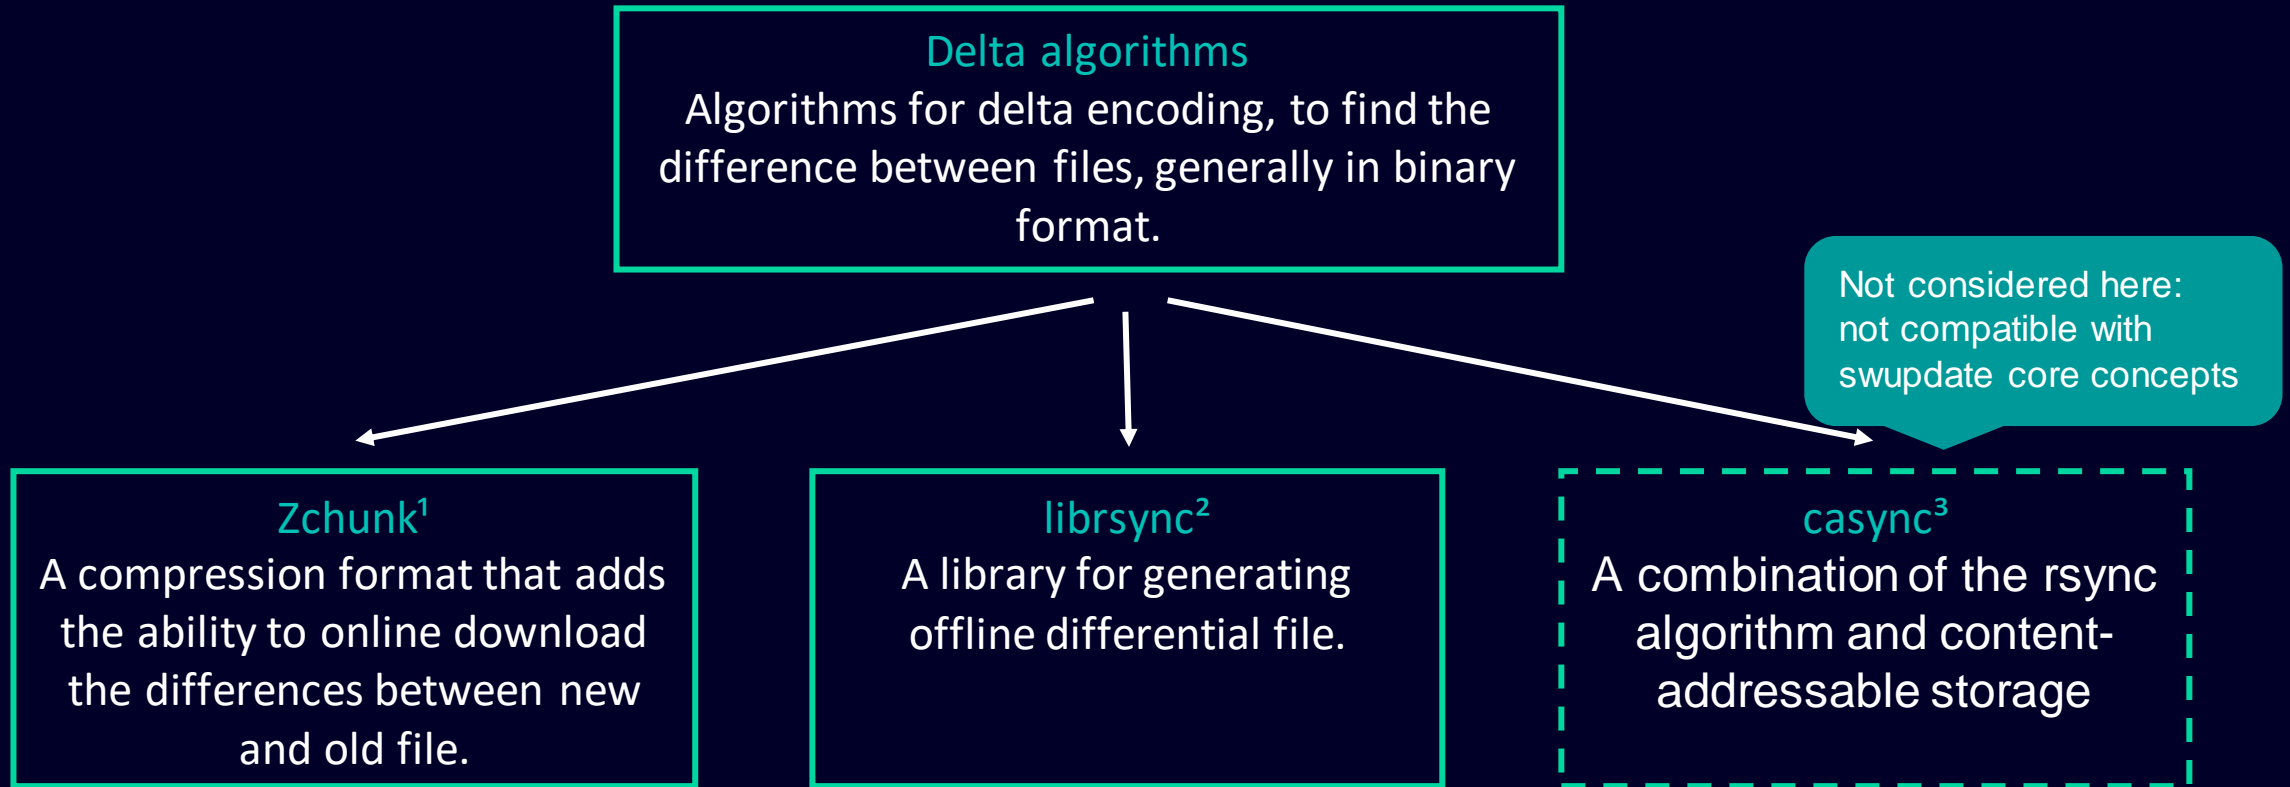 Delta algorithms
Algorithms for delta encoding, to find the
difference between files, generally in binary
format.
Not considered here:
not compatible with
swupdate core concepts
Zchunk¹
A compression format that adds
the ability to online download
the differences between new
and old file.
librsync²
A library for generating
offline differential file.
casync³
A combination of the rsync
algorithm and content-
addressable storage